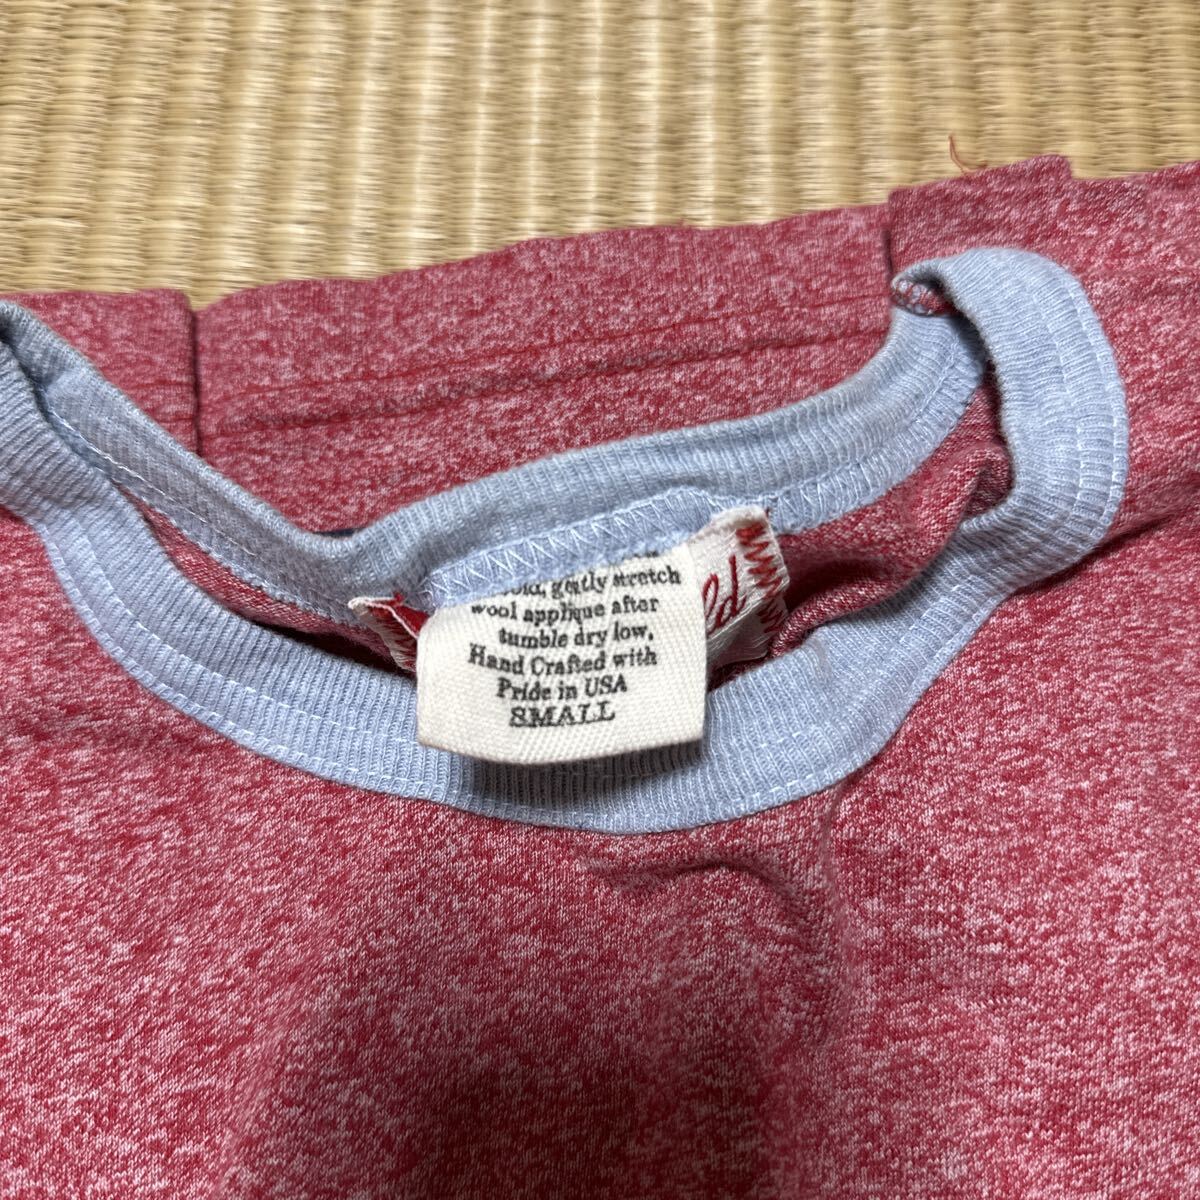 gently stretch
wool applique after
tumble dry low.
Hand Crafted with
Pride in USA
SMALL